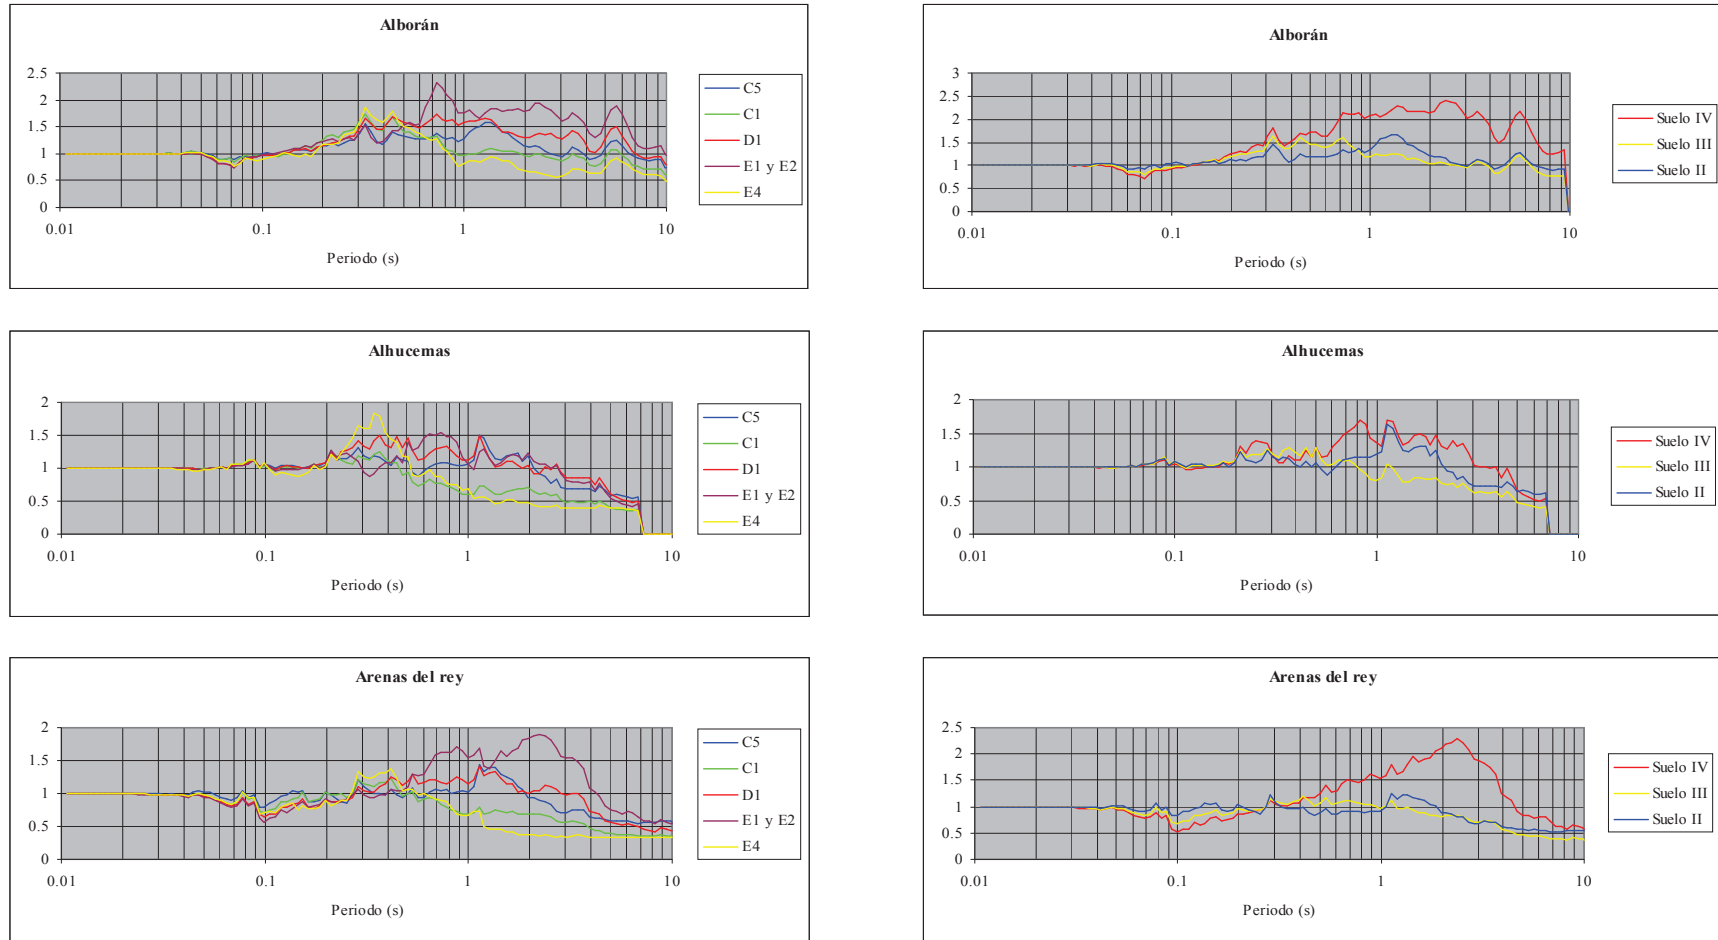 Alborán
2.5
2
1.5
1
0.5
0
0.01
0.1
1
10
Periodo (s)
C5
C1
D1
E1 y E2
E4
Alborán
3
2.5
2
1.5
1
0.5
0
0.01
0.1
1
10
Periodo (s)
Suelo IV
Suelo III
Suelo II
Alhucemas
2
1.5
1
0.5
0
0.01
0.1
1
10
Periodo (s)
C5
C1
D1
E1 y E2
E4
Alhucemas
2
1.5
1
0.5
0
0.01
0.1
1
10
Periodo (s)
Suelo IV
Suelo III
Suelo II
Arenas del rey
2
1.5
1
0.5
0
0.01
0.1
1
10
Periodo (s)
C5
C1
D1
E1 y E2
E4
Arenas del rey
2.5
2
1.5
1
0.5
0
0.01
0.1
1
10
Periodo (s)
Suelo IV
Suelo III
Suelo II